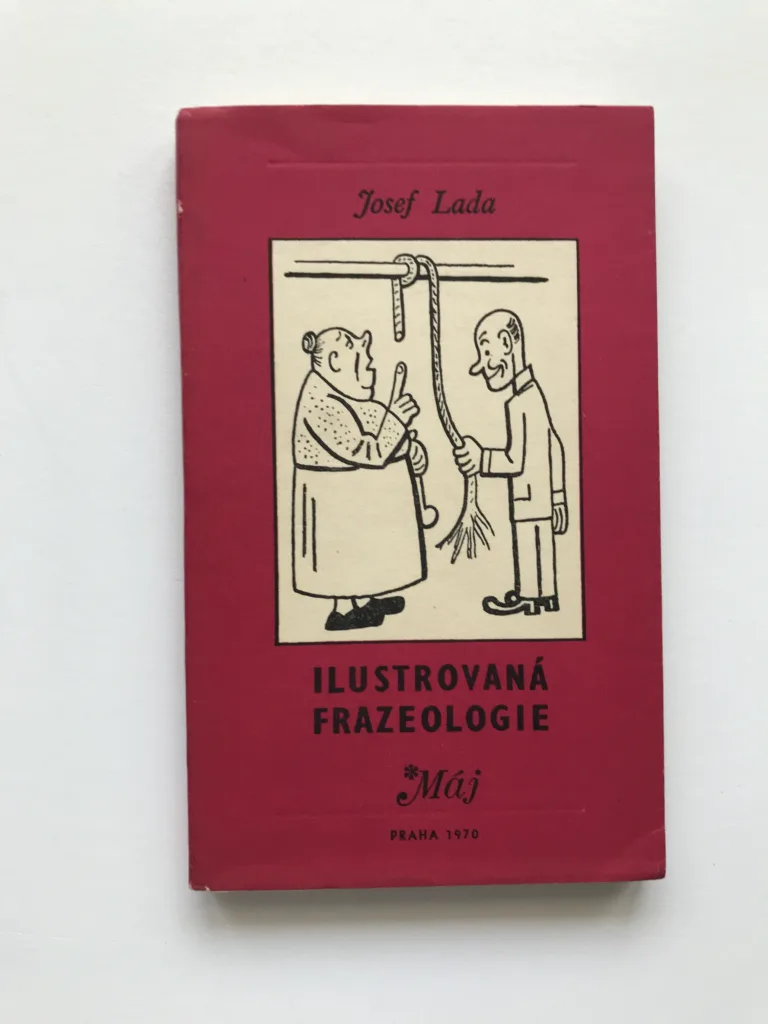 Josef Lada
ILUSTROVANÁ
FRAZEOLOGIE
*Máj
PRAHA 1970